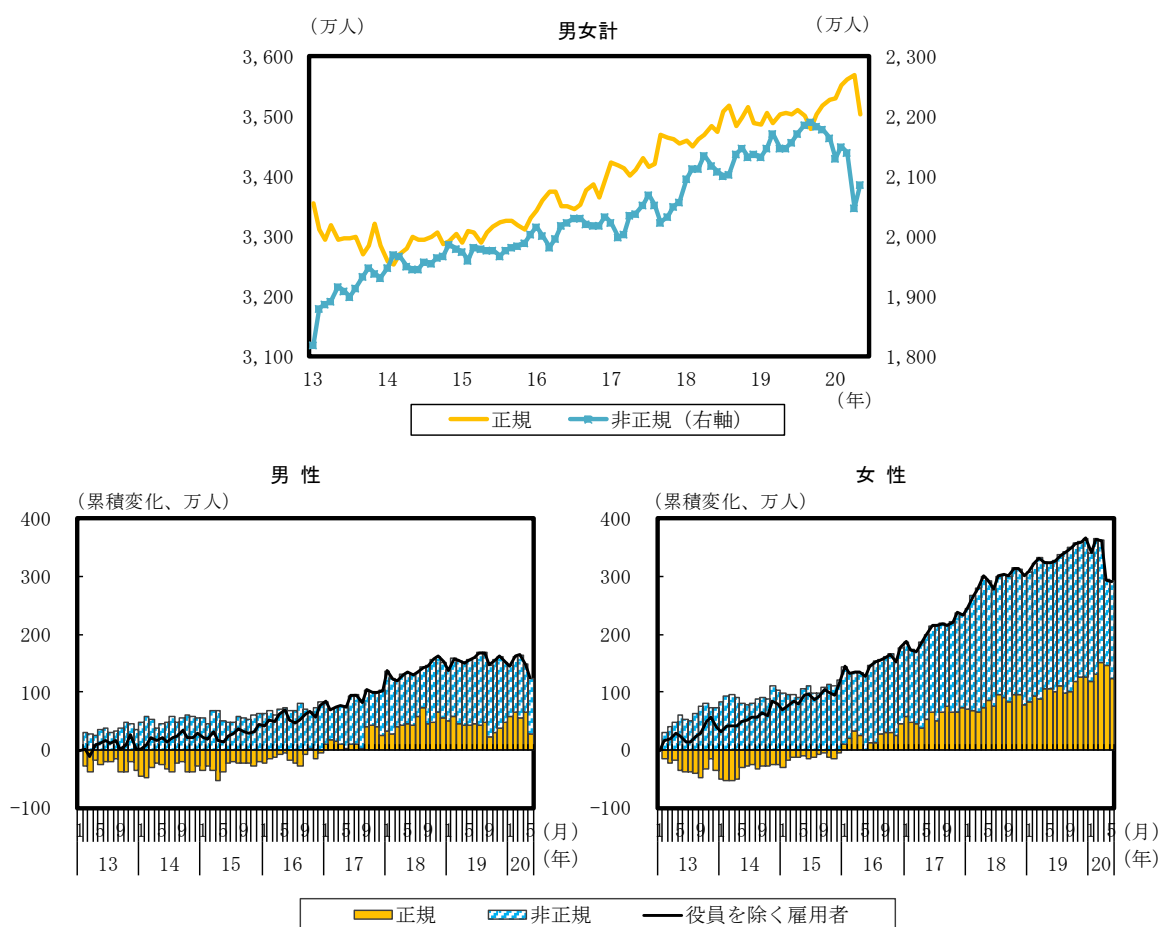 男女計
（万人） （万人）
3,600 2,300
3,500 2,200
3,400 2,100
3,300 2,000
3,200 1,900
3,100 1,800
13 14 15 16 17 18 19 20
（年）
正規 非正規（右軸）
男 性
（累積変化、万人）
400
300
200
100
0
-100
1 5 9 1 5 9 1 5 9 1 5 9 1 5 9 1 5 9 1 5 9 1 5 （月）
13 14 15 16 17 18 19 20 （年）
女 性
（累積変化、万人）
400
300
200
100
0
-100
1 5 9 1 5 9 1 5 9 1 5 9 1 5 9 1 5 9 1 5 9 1 5 （月）
13 14 15 16 17 18 19 20 （年）
正規 非正規 役員を除く雇用者